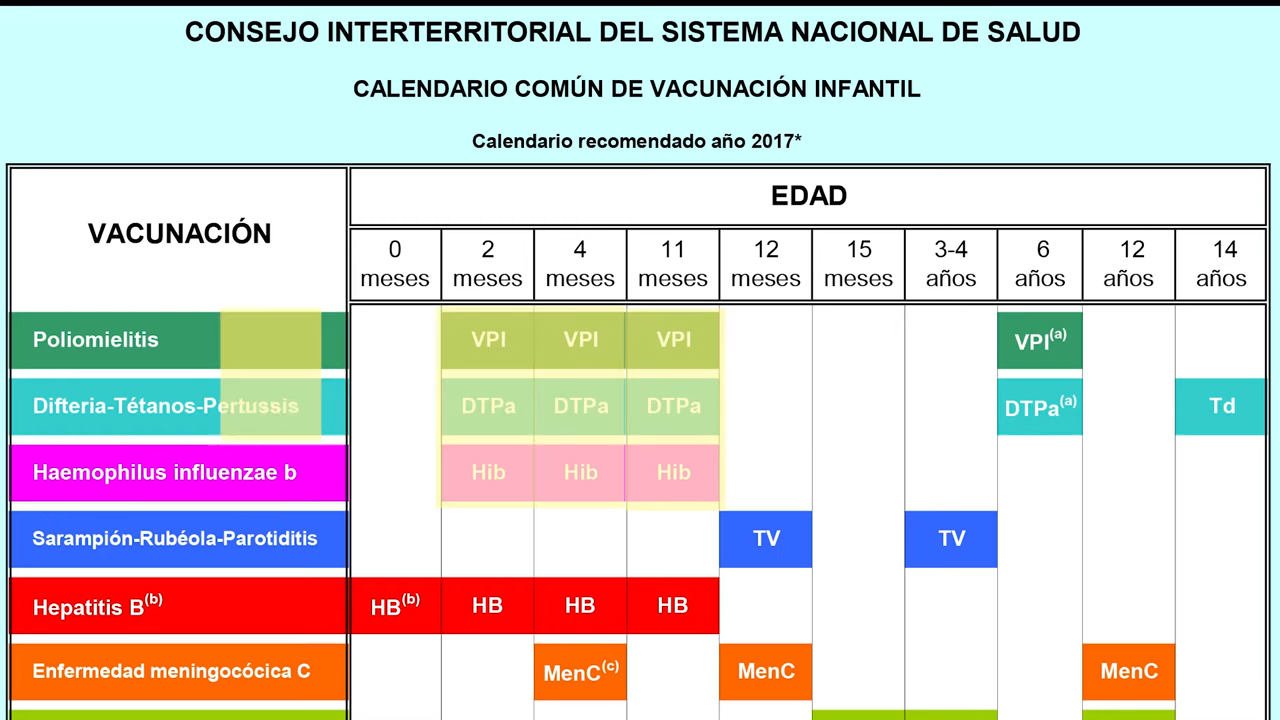 CONSEJO INTERTERRITORIAL DEL SISTEMA NACIONAL DE SALUD
CALENDARIO COMÚN DE VACUNACIÓN INFANTIL
Calendario recomendado año 2017*
VACUNACIÓN
EDAD
0 meses
2 meses
4 meses
11 meses
12 meses
15 meses
3-4 años
6 años
12 años
14 años
Poliomielitis VPI VPI VPI VPI(a)
Difteria-Tétanos-Pertussis DTPa DTPa DTPa DTPa(a) Td
Haemophilus influenzae b Hib Hib Hib
Sarampión-Rubéola-Parotiditis TV TV
Hepatitis B(b) HB(b) HB HB HB
Enfermedad meningocócica C MenC(c) MenC MenC